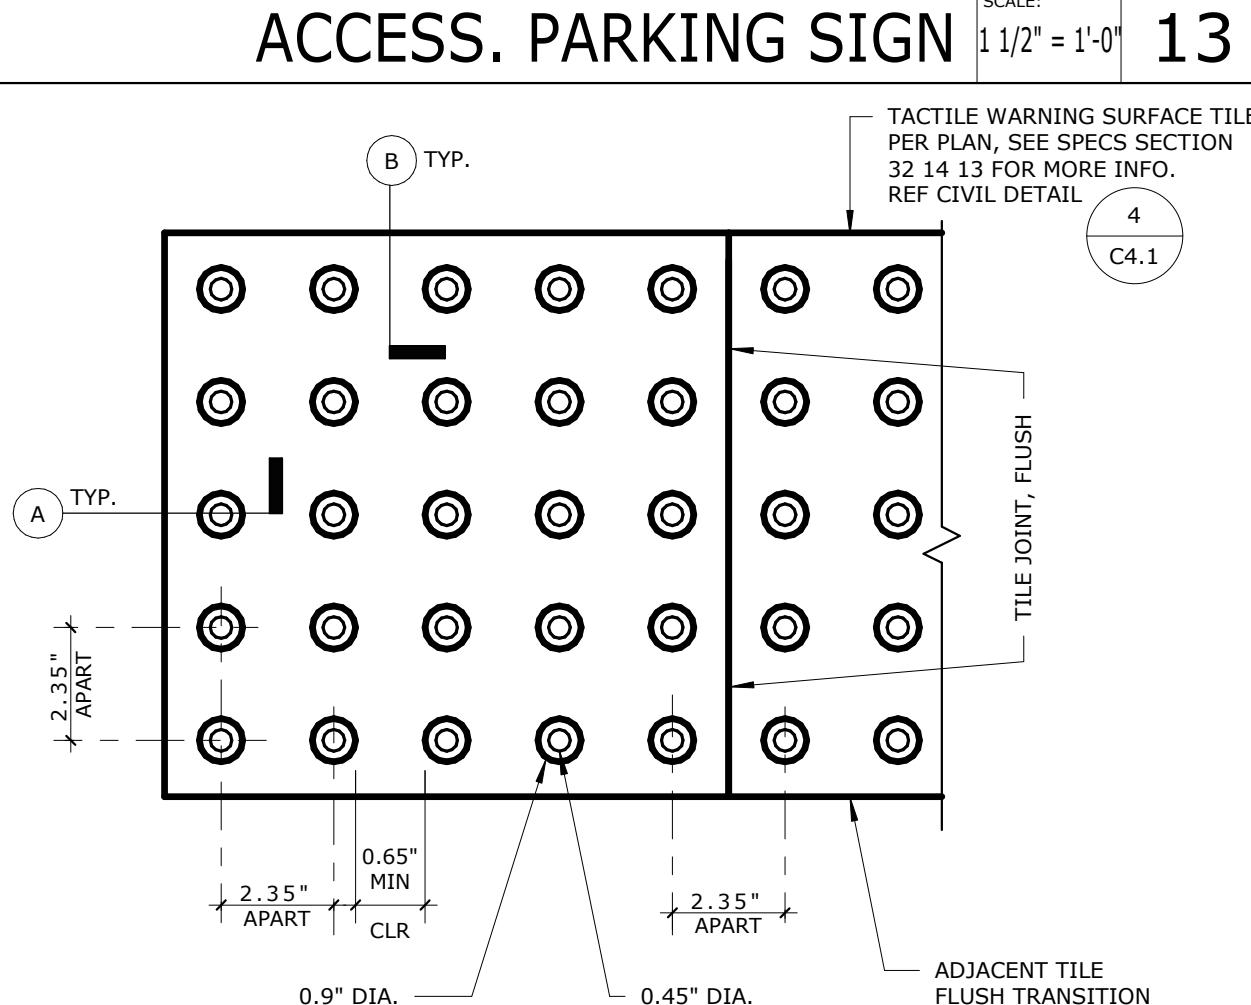 ACCESS. PARKING SIGN
SCALE:
1 1/2" = 1'-0"
13
TACTILE WARNING SURFACE TILE
PER PLAN, SEE SPECS SECTION
32 14 13 FOR MORE INFO.
REF CIVIL DETAIL
4
C4.1
B
TYP.
A
TYP.
TILE JOINT, FLUSH
2.35"
APART
2.35"
APART
0.65"
MIN
CLR
2.35"
APART
0.9" DIA.
0.45" DIA.
ADJACENT TILE
FLUSH TRANSITION